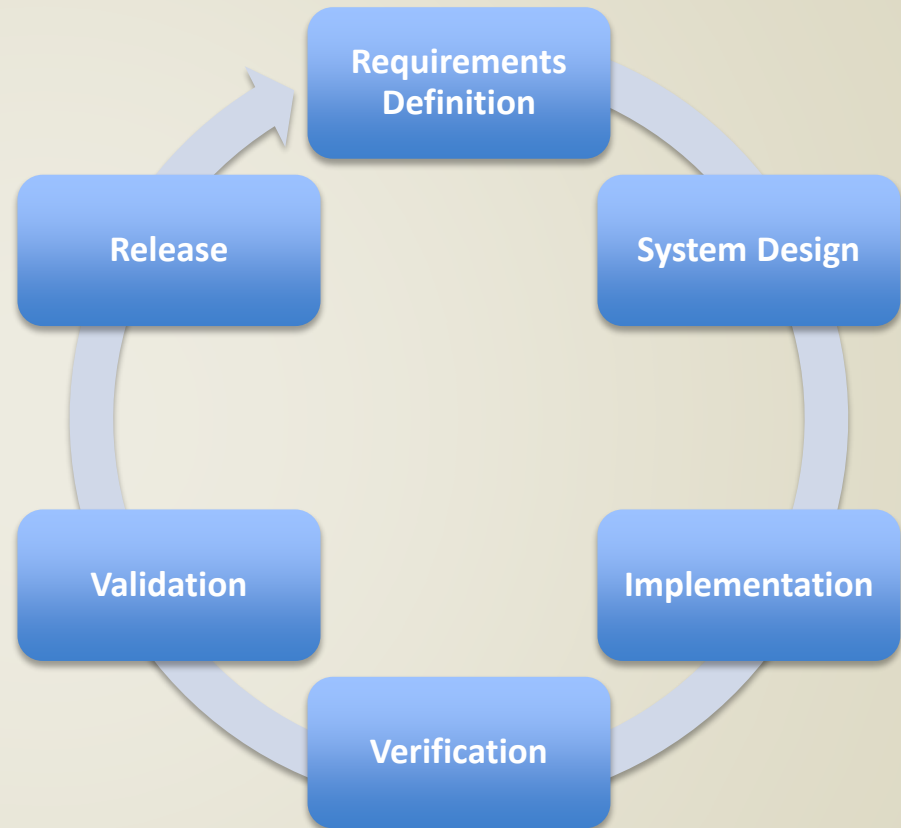 Requirements
Definition
System Design
Implementation
Verification
Validation
Release